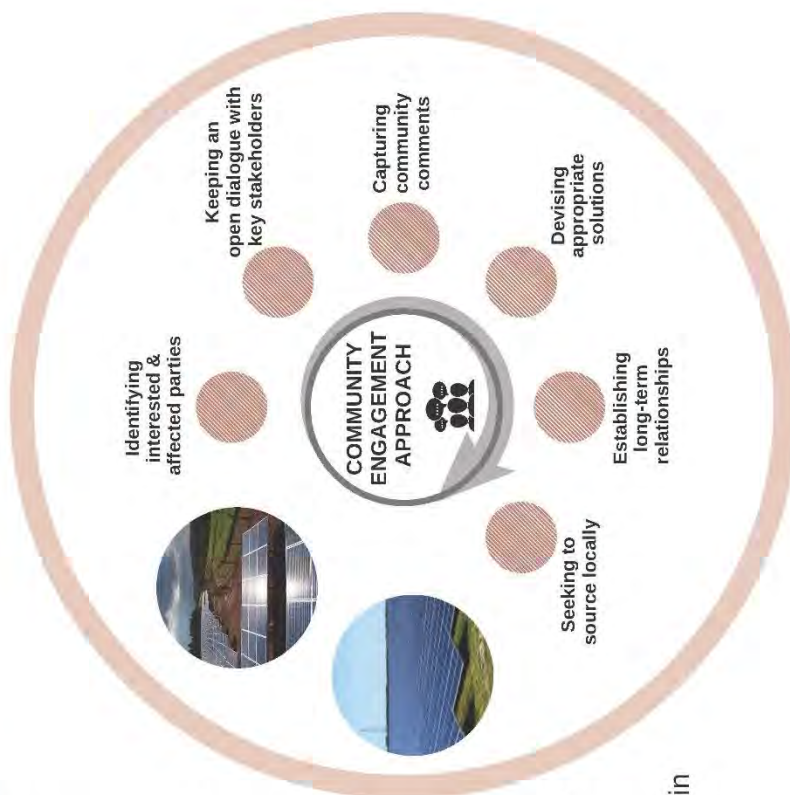 Identifying
interested &
affected parties
Keeping an
open dialogue with
key stakeholders
Capturing
community
comments
Devising
appropriate
solutions
Establishing
long-term
relationships
Seeking to
source locally
COMMUNITY
ENGAGEMENT
APPROACH
in